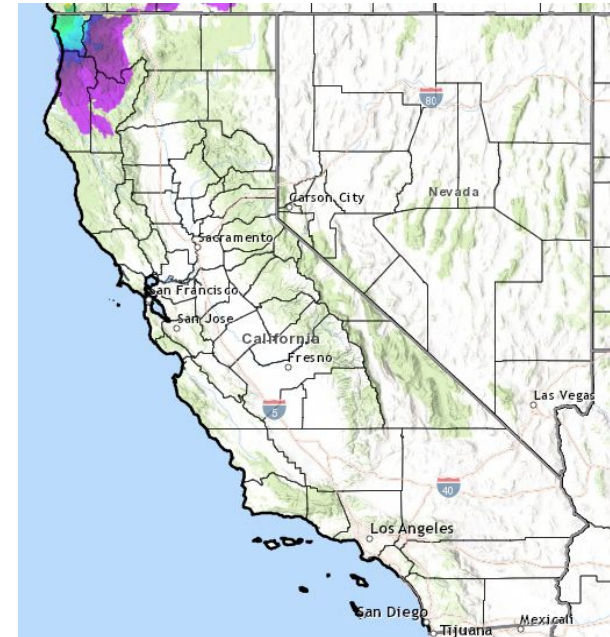 80
Carson City
Nevada
Sacramento
San Francisco
San Jose
California
Fresno
5
Las Vegas
40
Los Angeles
San Diego
Tijuana
Mexicali